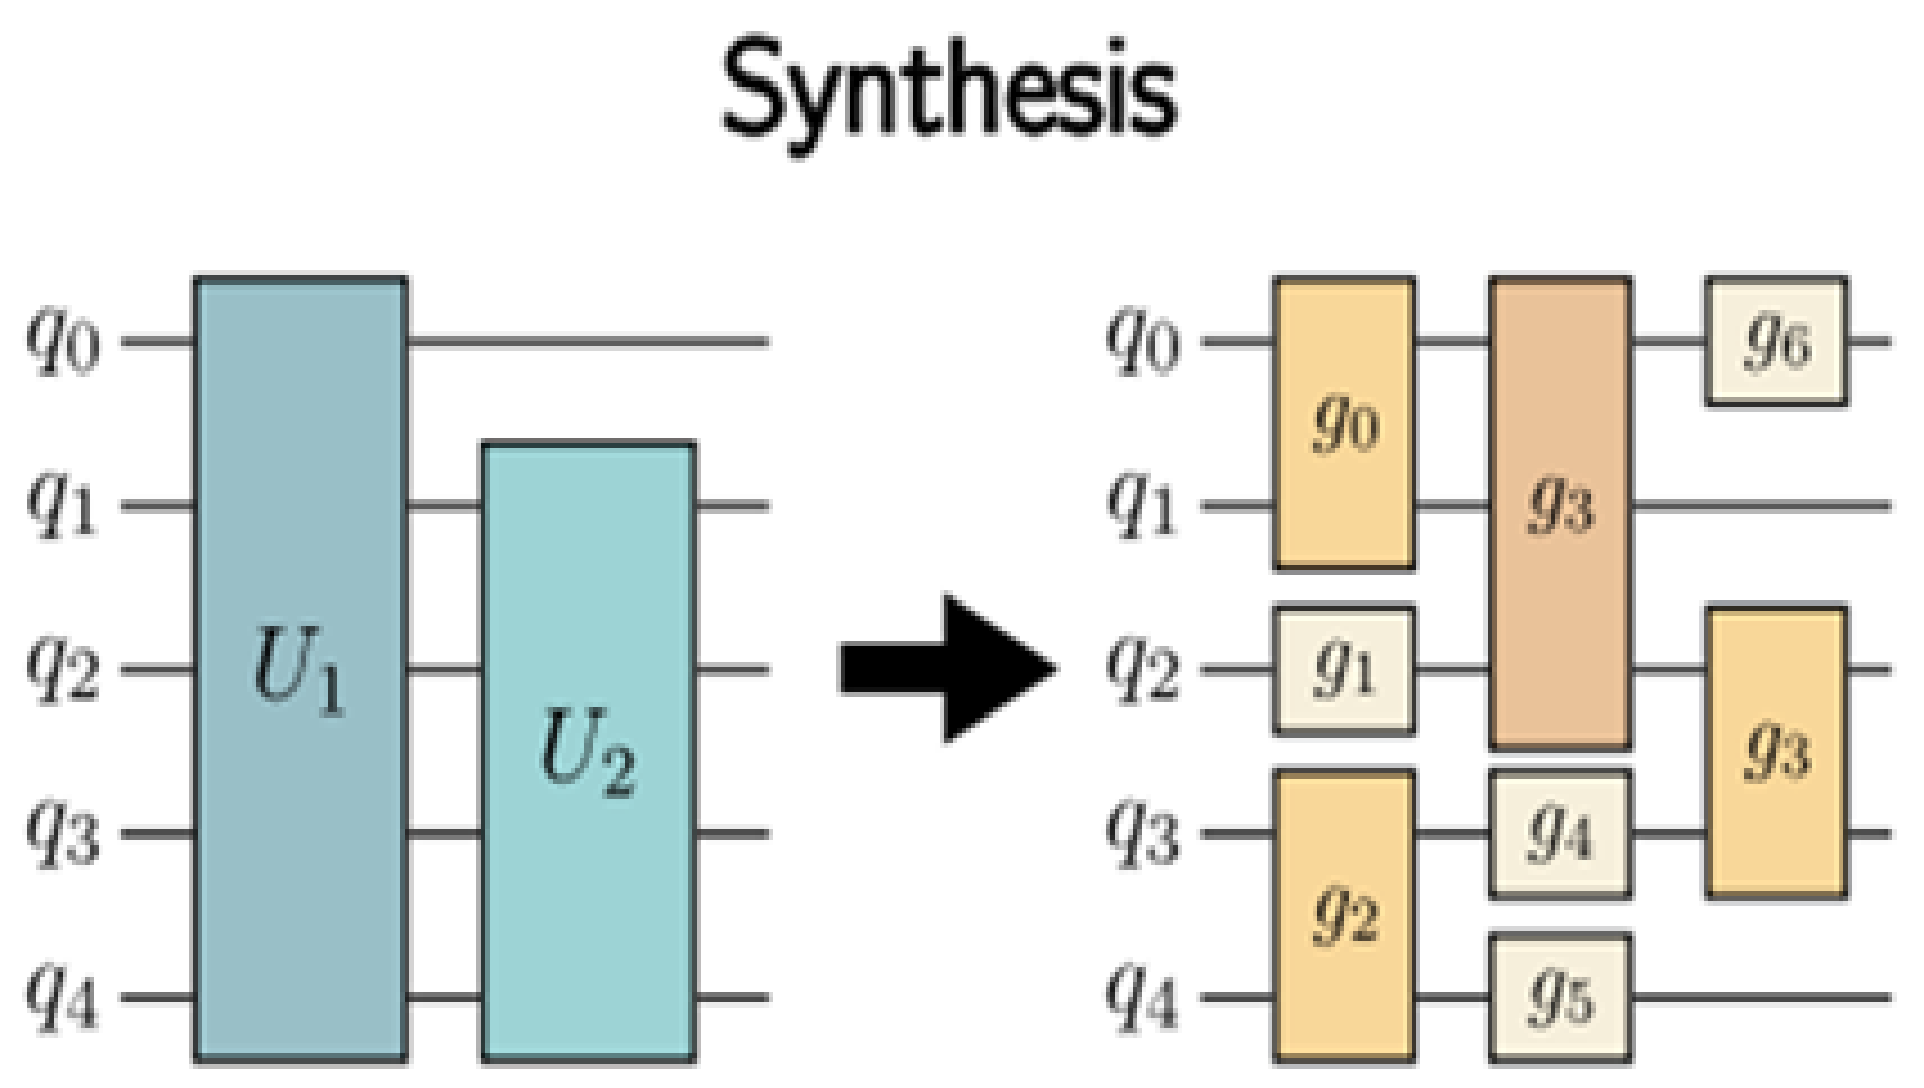 Synthesis
q0 q0 g6
g0
q1 q1 g3
U1 q2 q2 g1
U2 g3
q3 q3 g4
g2
q4 q4 g5